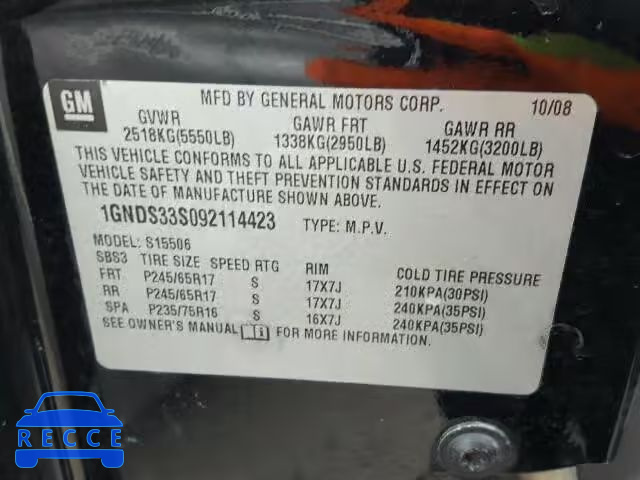 GM
MFD BY GENERAL MOTORS CORP. 10/08
GVWR GAWR FRT GAWR RR
2518KG(5550LB) 1338KG(2950LB) 1452KG(3200LB)
THIS VEHICLE CONFORMS TO ALL APPLICABLE U.S. FEDERAL MOTOR
VEHICLE SAFETY AND THEFT PREVENTION STANDARDS IN EFFECT ON
THE DATE OF MANUFACTURE SHOWN ABOVE.
1GNDS33S092114423 TYPE: M.P.V.
MODEL: S15506
SBS3 TIRE SIZE SPEED RTG RIM COLD TIRE PRESSURE
FRT P245/65R17 S 17X7J 210KPA(30PSI)
RR P245/65R17 S 17X7J 240KPA(35PSI)
SPA P235/75R16 S 16X7J 240KPA(35PSI)
SEE OWNER'S MANUAL i FOR MORE INFORMATION.
RECCE